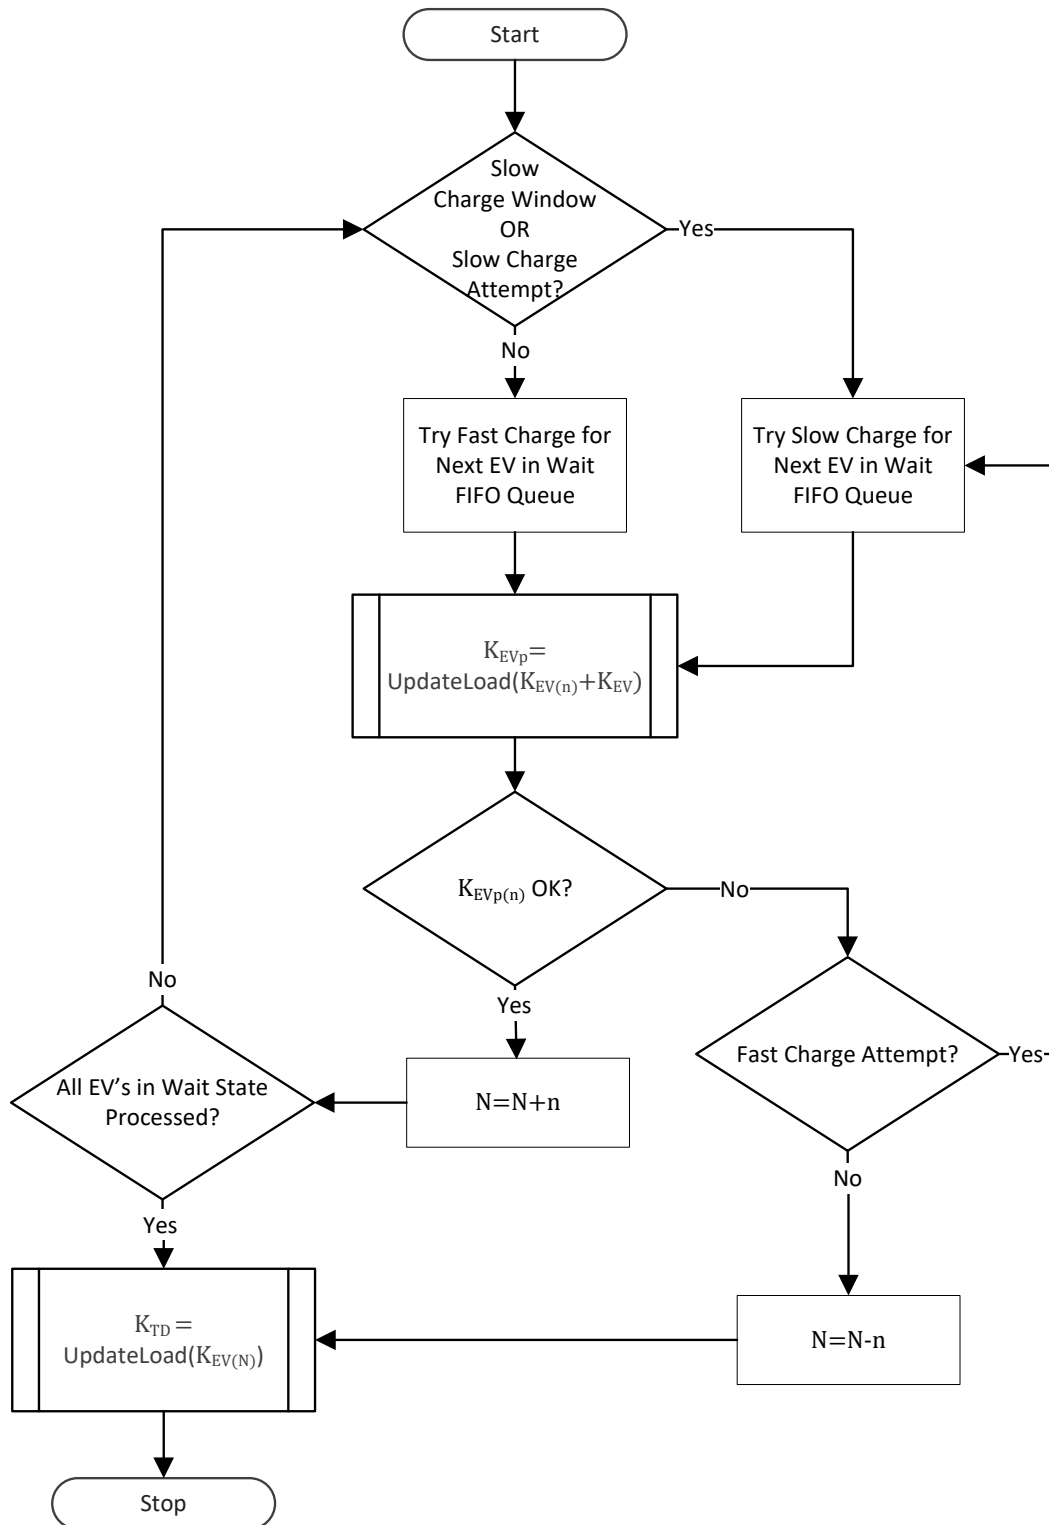 Start
Slow
Charge Window
OR
Slow Charge
Attempt?
Yes
No
Try Fast Charge for
Next EV in Wait
FIFO Queue
Try Slow Charge for
Next EV in Wait
FIFO Queue
K_EVp=
UpdateLoad(K_EV(n)+K_EV)
K_EVp(n) OK?
No
Yes
No
Fast Charge Attempt?
Yes
All EV's in Wait State
Processed?
N=N+n
No
Yes
K_TD=
UpdateLoad(K_EV(N))
N=N-n
Stop